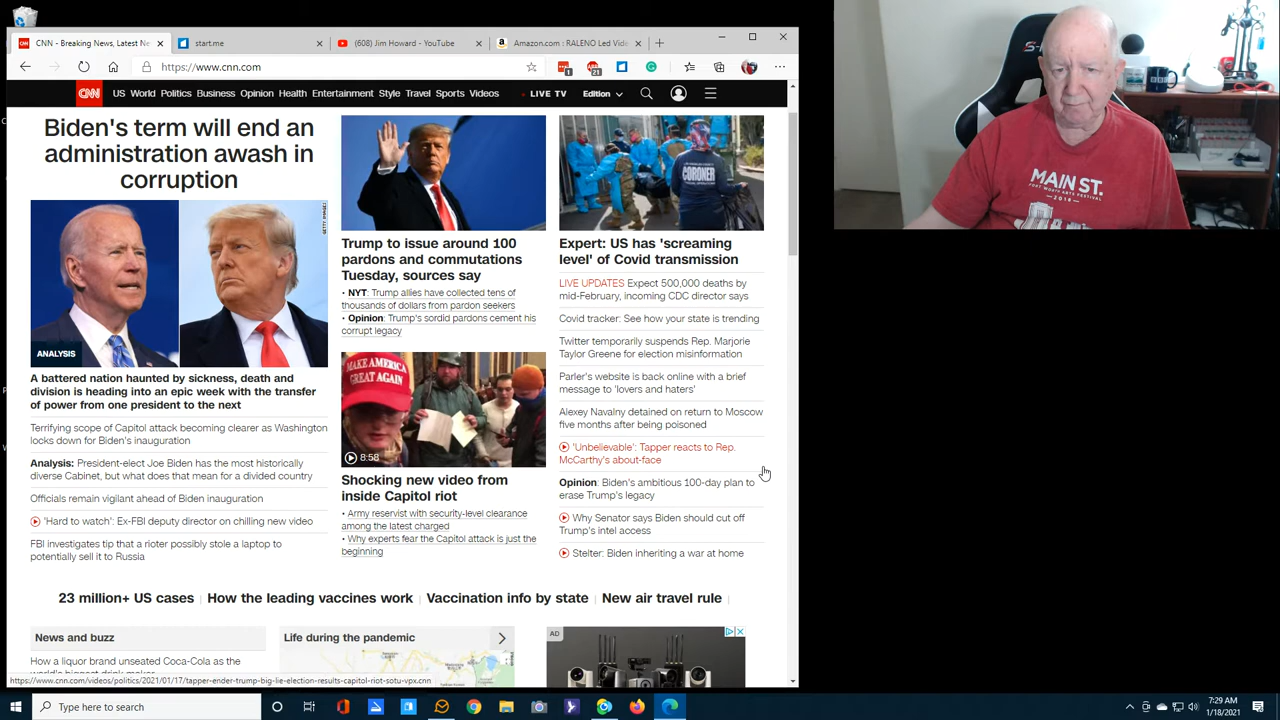 CNN - Breaking News, Latest Ne
start.me
(608) Jim Howard - YouTube
Amazon.com : RALENO Led Vide
https://www.cnn.com
1
21
CNN
US World Politics Business Opinion Health Entertainment Style Travel Sports Videos
LIVE TV
Edition
Biden's term will end an
administration awash in
corruption
GETTY IMAGES
ANALYSIS
A battered nation haunted by sickness, death and
division is heading into an epic week with the transfer
of power from one president to the next
Terrifying scope of Capitol attack becoming clearer as Washington
locks down for Biden's inauguration
Analysis: President-elect Joe Biden has the most historically
diverse Cabinet, but what does that mean for a divided country
Officials remain vigilant ahead of Biden inauguration
'Hard to watch': Ex-FBI deputy director on chilling new video
FBI investigates tip that a rioter possibly stole a laptop to
potentially sell it to Russia
Trump to issue around 100
pardons and commutations
Tuesday, sources say
• NYT: Trump allies have collected tens of
thousands of dollars from pardon seekers
• Opinion: Trump's sordid pardons cement his
corrupt legacy
MAKE AMERICA
GREAT AGAIN
8:58
Shocking new video from
inside Capitol riot
• Army reservist with security-level clearance
among the latest charged
• Why experts fear the Capitol attack is just the
beginning
CORONER
Expert: US has 'screaming
level' of Covid transmission
LIVE UPDATES Expect 500,000 deaths by
mid-February, incoming CDC director says
Covid tracker: See how your state is trending
Twitter temporarily suspends Rep. Marjorie
Taylor Greene for election misinformation
Parler's website is back online with a brief
message to 'lovers and haters'
Alexey Navalny detained on return to Moscow
five months after being poisoned
'Unbelievable': Tapper reacts to Rep.
McCarthy's about-face
Opinion: Biden's ambitious 100-day plan to
erase Trump's legacy
Why Senator says Biden should cut off
Trump's intel access
Stelter: Biden inheriting a war at home
23 million+ US cases
How the leading vaccines work
Vaccination info by state
New air travel rule
News and buzz
How a liquor brand unseated Coca-Cola as the
Life during the pandemic
AD
https://www.cnn.com/videos/politics/2021/01/17/tapper-ender-trump-big-lie-election-results-capitol-riot-sotu-vpx.cnn
Type here to search
7:29 AM
1/18/2021
MAIN ST.
FORT WORTH ARTS FESTIVAL
BBC